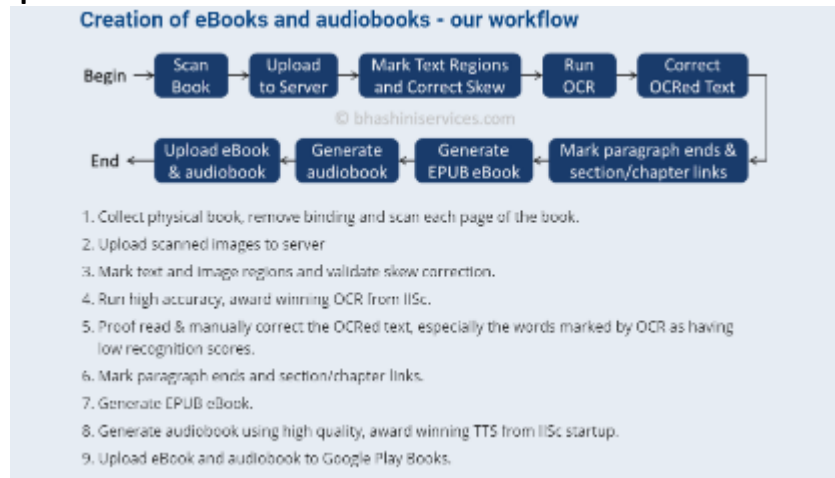 Creation of eBooks and audiobooks - our workflow
Begin
Scan
Book
Upload
to Server
Mark Text Regions
and Correct Skew
Run
OCR
Correct
OCRed Text
© bhashiniservices.com
End
Upload eBook
& audiobook
Generate
audiobook
Generate
EPUB eBook
Mark paragraph ends &
section/chapter links
1. Collect physical book, remove binding and scan each page of the book.
2. Upload scanned images to server
3. Mark text and image regions and validate skew correction.
4. Run high accuracy, award winning OCR from IISc.
5. Proof read & manually correct the OCRed text, especially the words marked by OCR as having
low recognition scores.
6. Mark paragraph ends and section/chapter links.
7. Generate EPUB eBook.
8. Generate audiobook using high quality, award winning TTS from IISc startup.
9. Upload eBook and audiobook to Google Play Books.